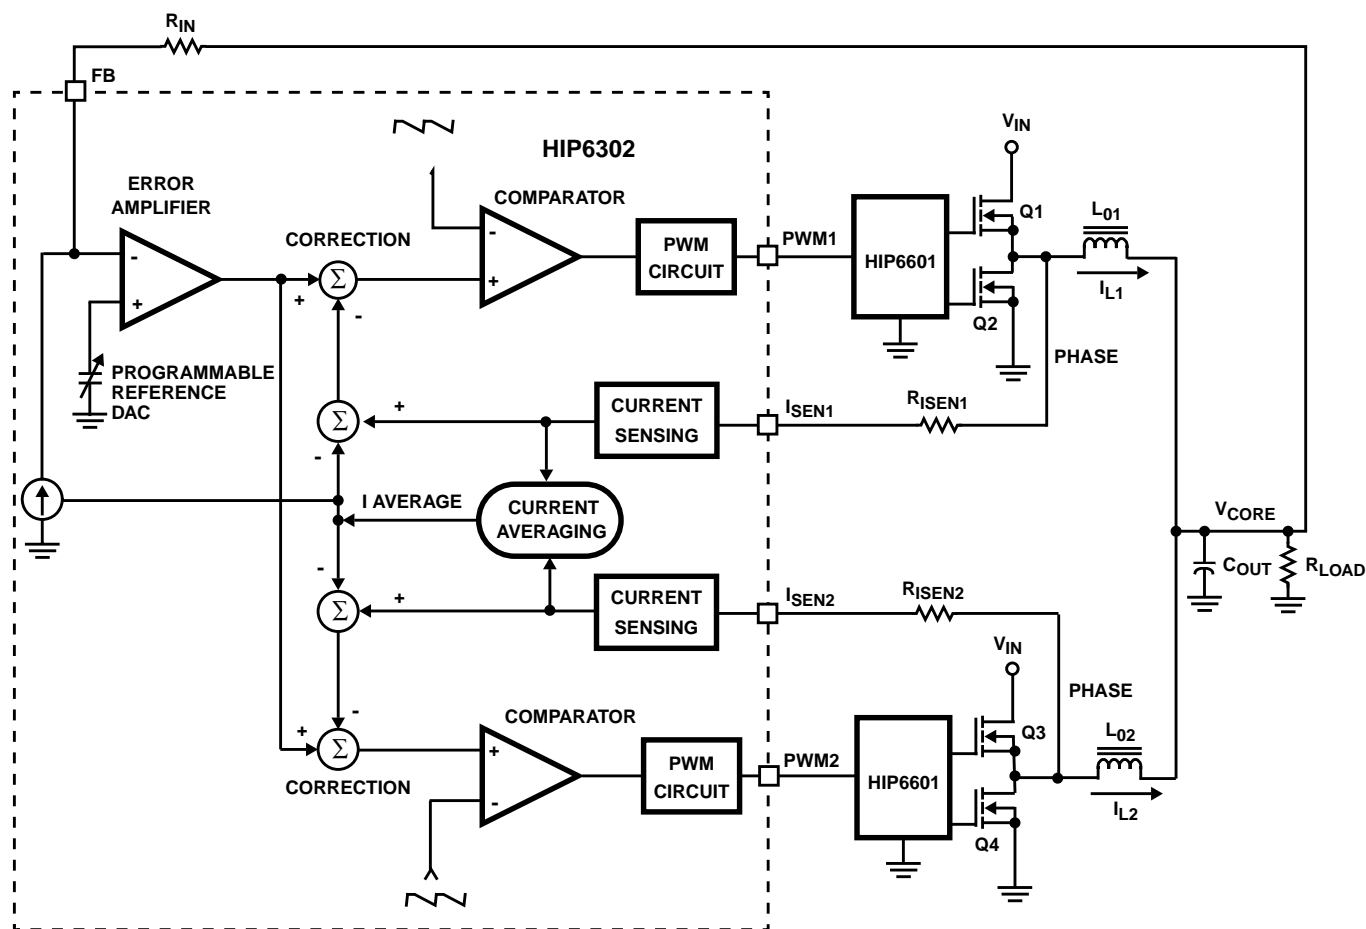 RIN
FB
HIP6302
VIN
ERROR
AMPLIFIER
COMPARATOR
CORRECTION
-
+
+
-
-
+
Σ
PWM
CIRCUIT
PWM1
HIP6601
Q1
Q2
L01
IL1
PHASE
PROGRAMMABLE
REFERENCE
DAC
Σ
+
-
CURRENT
SENSING
ISEN1
RISEN1
I AVERAGE
CURRENT
AVERAGING
VCORE
COUT
RLOAD
-
Σ
+
CURRENT
SENSING
ISEN2
RISEN2
VIN
PHASE
COMPARATOR
+
-
Σ
CORRECTION
+
-
PWM
CIRCUIT
PWM2
HIP6601
Q3
Q4
L02
IL2